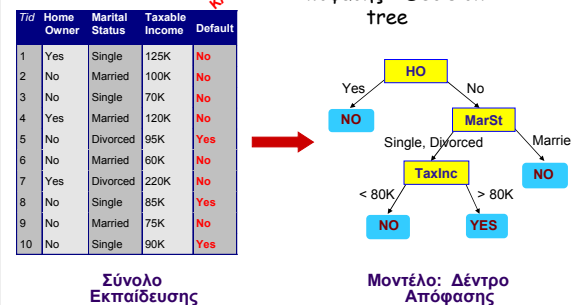 tree
Tid Home Owner Marital Status Taxable Income Default
1 Yes Single 125K No
2 No Married 100K No
3 No Single 70K No
4 Yes Married 120K No
5 No Divorced 95K Yes
6 No Married 60K No
7 Yes Divorced 220K No
8 No Single 85K Yes
9 No Married 75K No
10 No Single 90K Yes
HO
Yes No
NO MarSt
Single, Divorced Marrie
TaxInc NO
< 80K > 80K
NO YES
Σύνολο
Εκπαίδευσης
Μοντέλο: Δέντρο
Απόφασης